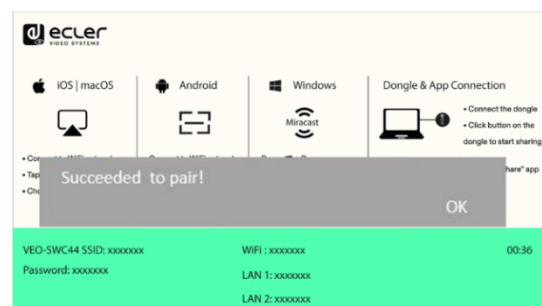 ecler
VIDEO SYSTEMS
iOS | macOS
Android
Windows
Dongle & App Connection
Miracast
• Connect the dongle
• Click button on the
dongle to start sharing
• Tap
Succeeded to pair!
OK
VEO-SWC44 SSID: xxxxxxx
WiFi : xxxxxxx
00:36
Password: xxxxxxx
LAN 1: xxxxxxx
LAN 2: xxxxxxx